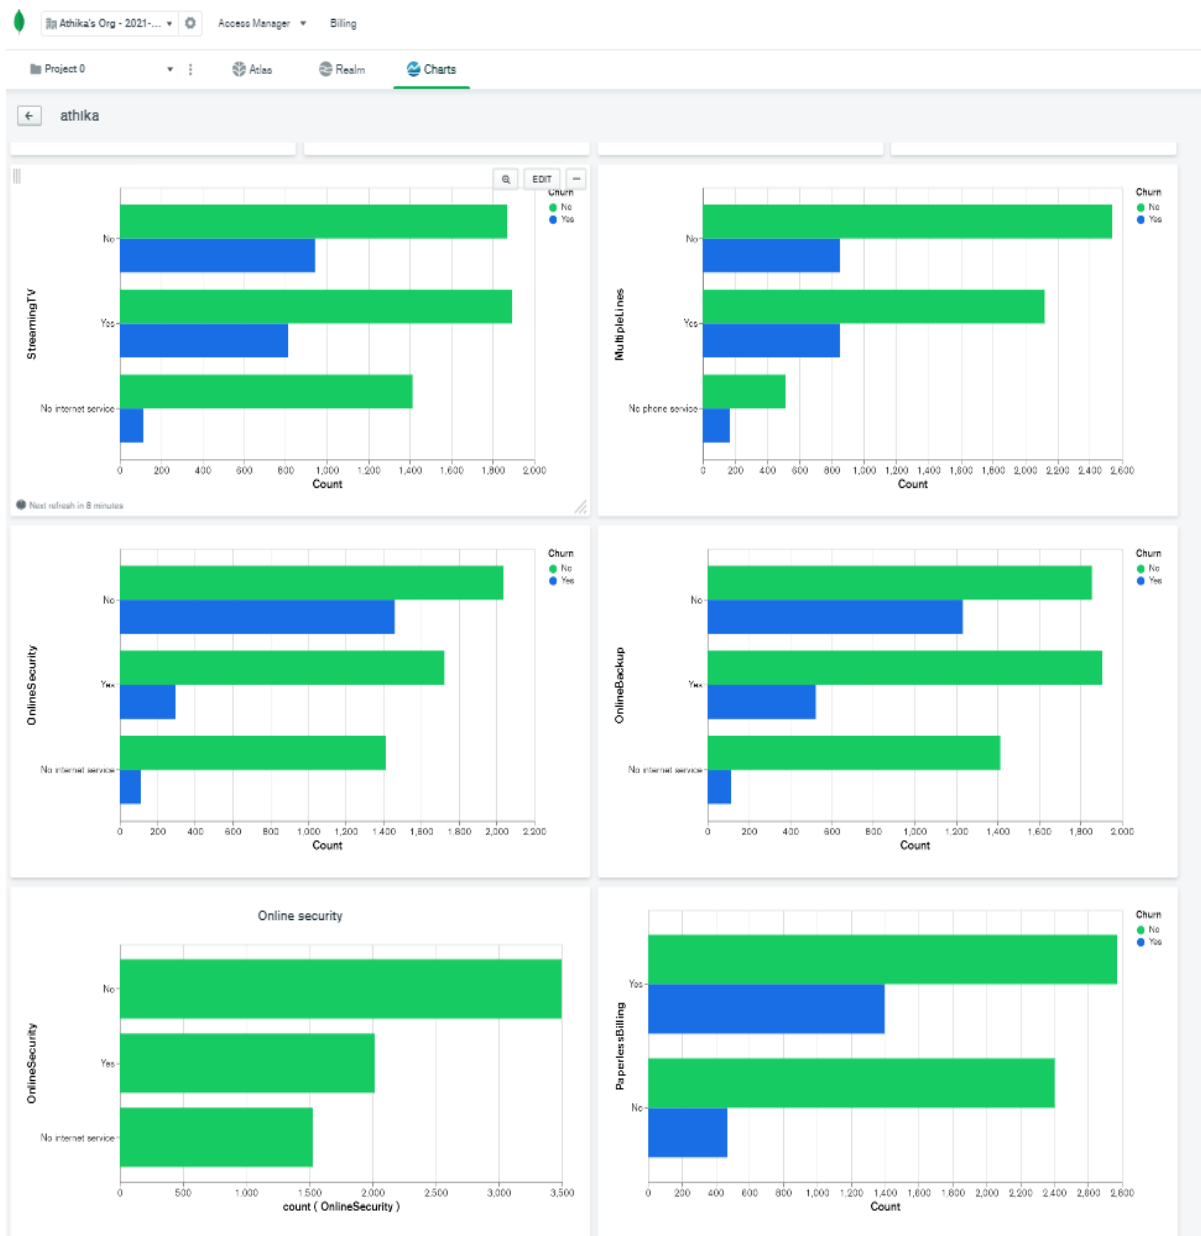 Athika's Org - 2021-... Access Manager Billing
Project 0 Atlas Realm Charts
athika
EDIT
Churn
No
Yes
StreamingTV
No
Yes
No internet service
0 200 400 600 800 1,000 1,200 1,400 1,600 1,800 2,000
Count
Next refresh in 8 minutes
Churn
No
Yes
MultipleLines
No
Yes
No phone service
0 200 400 600 800 1,000 1,200 1,400 1,600 1,800 2,000 2,200 2,400 2,600
Count
Churn
No
Yes
OnlineSecurity
No
Yes
No internet service
0 200 400 600 800 1,000 1,200 1,400 1,600 1,800 2,000 2,200
Count
Churn
No
Yes
OnlineBackup
No
Yes
No internet service
0 200 400 600 800 1,000 1,200 1,400 1,600 1,800 2,000
Count
Online security
OnlineSecurity
No
Yes
No internet service
0 500 1,000 1,500 2,000 2,500 3,000 3,500
count ( OnlineSecurity )
Churn
No
Yes
PaperlessBilling
Yes
No
0 200 400 600 800 1,000 1,200 1,400 1,600 1,800 2,000 2,200 2,400 2,600 2,800
Count